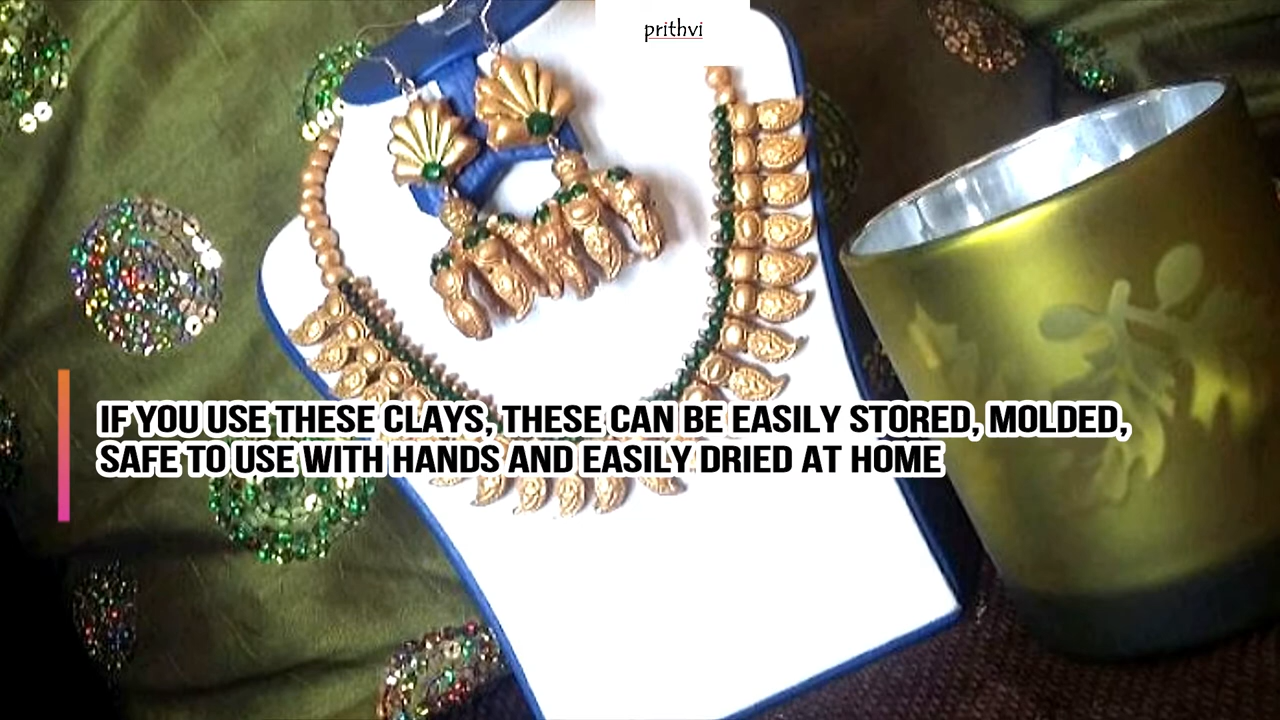 prithvi
IF YOU USE THESE CLAYS, THESE CAN BE EASILY STORED, MOLDED,
SAFE TO USE WITH HANDS AND EASILY DRIED AT HOME